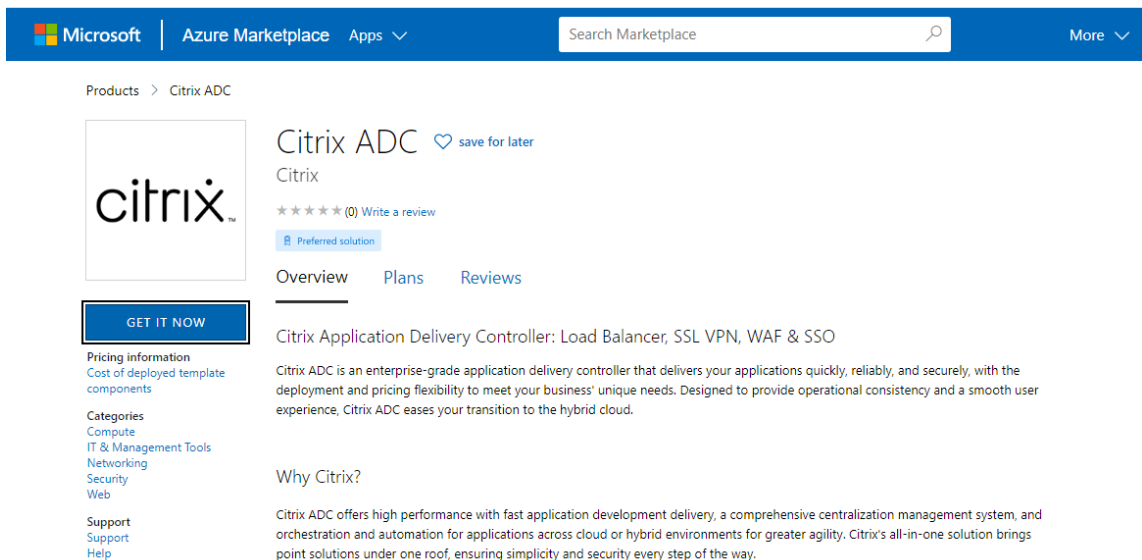 Microsoft
Azure Marketplace
Apps
Search Marketplace
More
Products > Citrix ADC
citrix™
Citrix ADC
save for later
Citrix
(0) Write a review
Preferred solution
Overview
Plans
Reviews
GET IT NOW
Pricing information
Cost of deployed template
components
Categories
Compute
IT & Management Tools
Networking
Security
Web
Support
Support
Help
Citrix Application Delivery Controller: Load Balancer, SSL VPN, WAF & SSO
Citrix ADC is an enterprise-grade application delivery controller that delivers your applications quickly, reliably, and securely, with the
deployment and pricing flexibility to meet your business' unique needs. Designed to provide operational consistency and a smooth user
experience, Citrix ADC eases your transition to the hybrid cloud.
Why Citrix?
Citrix ADC offers high performance with fast application development delivery, a comprehensive centralization management system, and
orchestration and automation for applications across cloud or hybrid environments for greater agility. Citrix's all-in-one solution brings
point solutions under one roof, ensuring simplicity and security every step of the way.